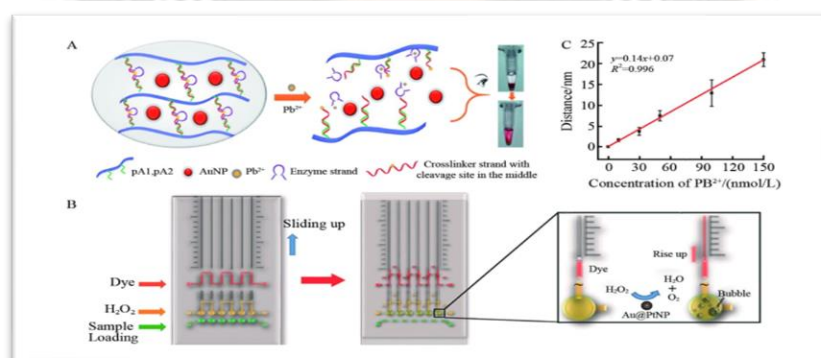 A
Pb²⁺
pA1,pA2 AuNP Pb²⁺ Enzyme strand Crosslinker strand with
cleavage site in the middle
C
y=0.14x+0.07
R²=0.996
Distance/nm
25
20
15
10
5
0
0 30 60 90 120 150
Concentration of PB²⁺/(nmol/L)
B
Sliding up
Dye
H₂O₂
Sample
Loading
Dye
H₂O₂
Au@PtNP
H₂O
+
O₂
Rise up
Bubble